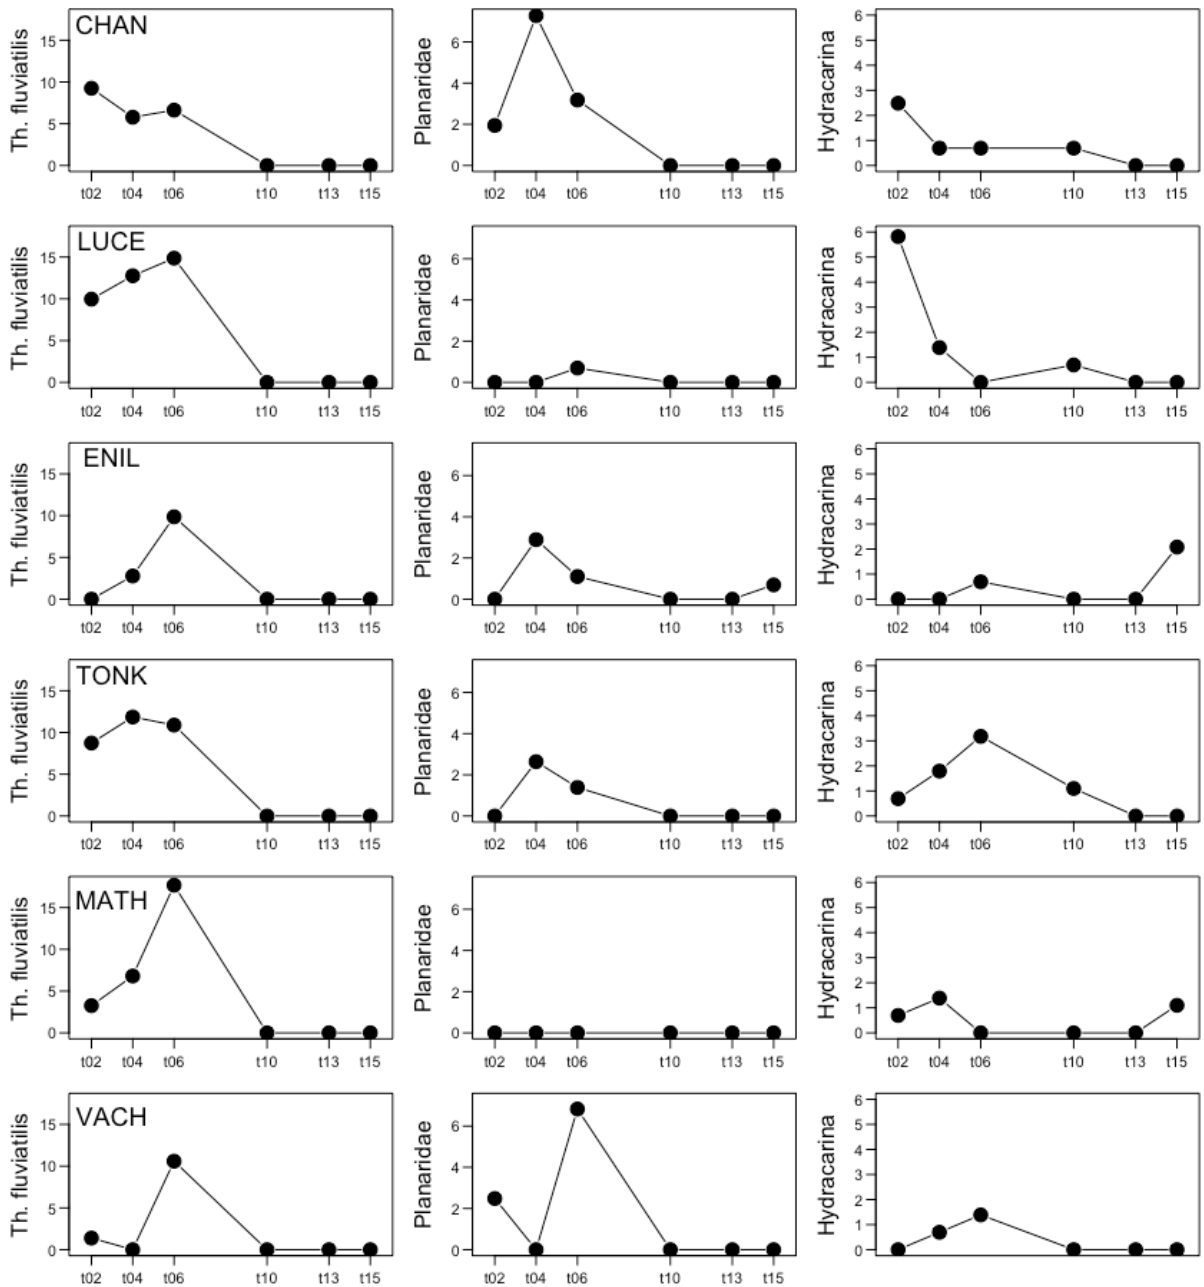 CHAN
Th. fluviatilis
0 5 10 15
t02 t04 t06 t10 t13 t15
Planaridae
0 2 4 6
t02 t04 t06 t10 t13 t15
Hydracarina
0 1 2 3 4 5 6
t02 t04 t06 t10 t13 t15
LUCE
Th. fluviatilis
0 5 10 15
t02 t04 t06 t10 t13 t15
Planaridae
0 2 4 6
t02 t04 t06 t10 t13 t15
Hydracarina
0 1 2 3 4 5 6
t02 t04 t06 t10 t13 t15
ENIL
Th. fluviatilis
0 5 10 15
t02 t04 t06 t10 t13 t15
Planaridae
0 2 4 6
t02 t04 t06 t10 t13 t15
Hydracarina
0 1 2 3 4 5 6
t02 t04 t06 t10 t13 t15
TONK
Th. fluviatilis
0 5 10 15
t02 t04 t06 t10 t13 t15
Planaridae
0 2 4 6
t02 t04 t06 t10 t13 t15
Hydracarina
0 1 2 3 4 5 6
t02 t04 t06 t10 t13 t15
MATH
Th. fluviatilis
0 5 10 15
t02 t04 t06 t10 t13 t15
Planaridae
0 2 4 6
t02 t04 t06 t10 t13 t15
Hydracarina
0 1 2 3 4 5 6
t02 t04 t06 t10 t13 t15
VACH
Th. fluviatilis
0 5 10 15
t02 t04 t06 t10 t13 t15
Planaridae
0 2 4 6
t02 t04 t06 t10 t13 t15
Hydracarina
0 1 2 3 4 5 6
t02 t04 t06 t10 t13 t15